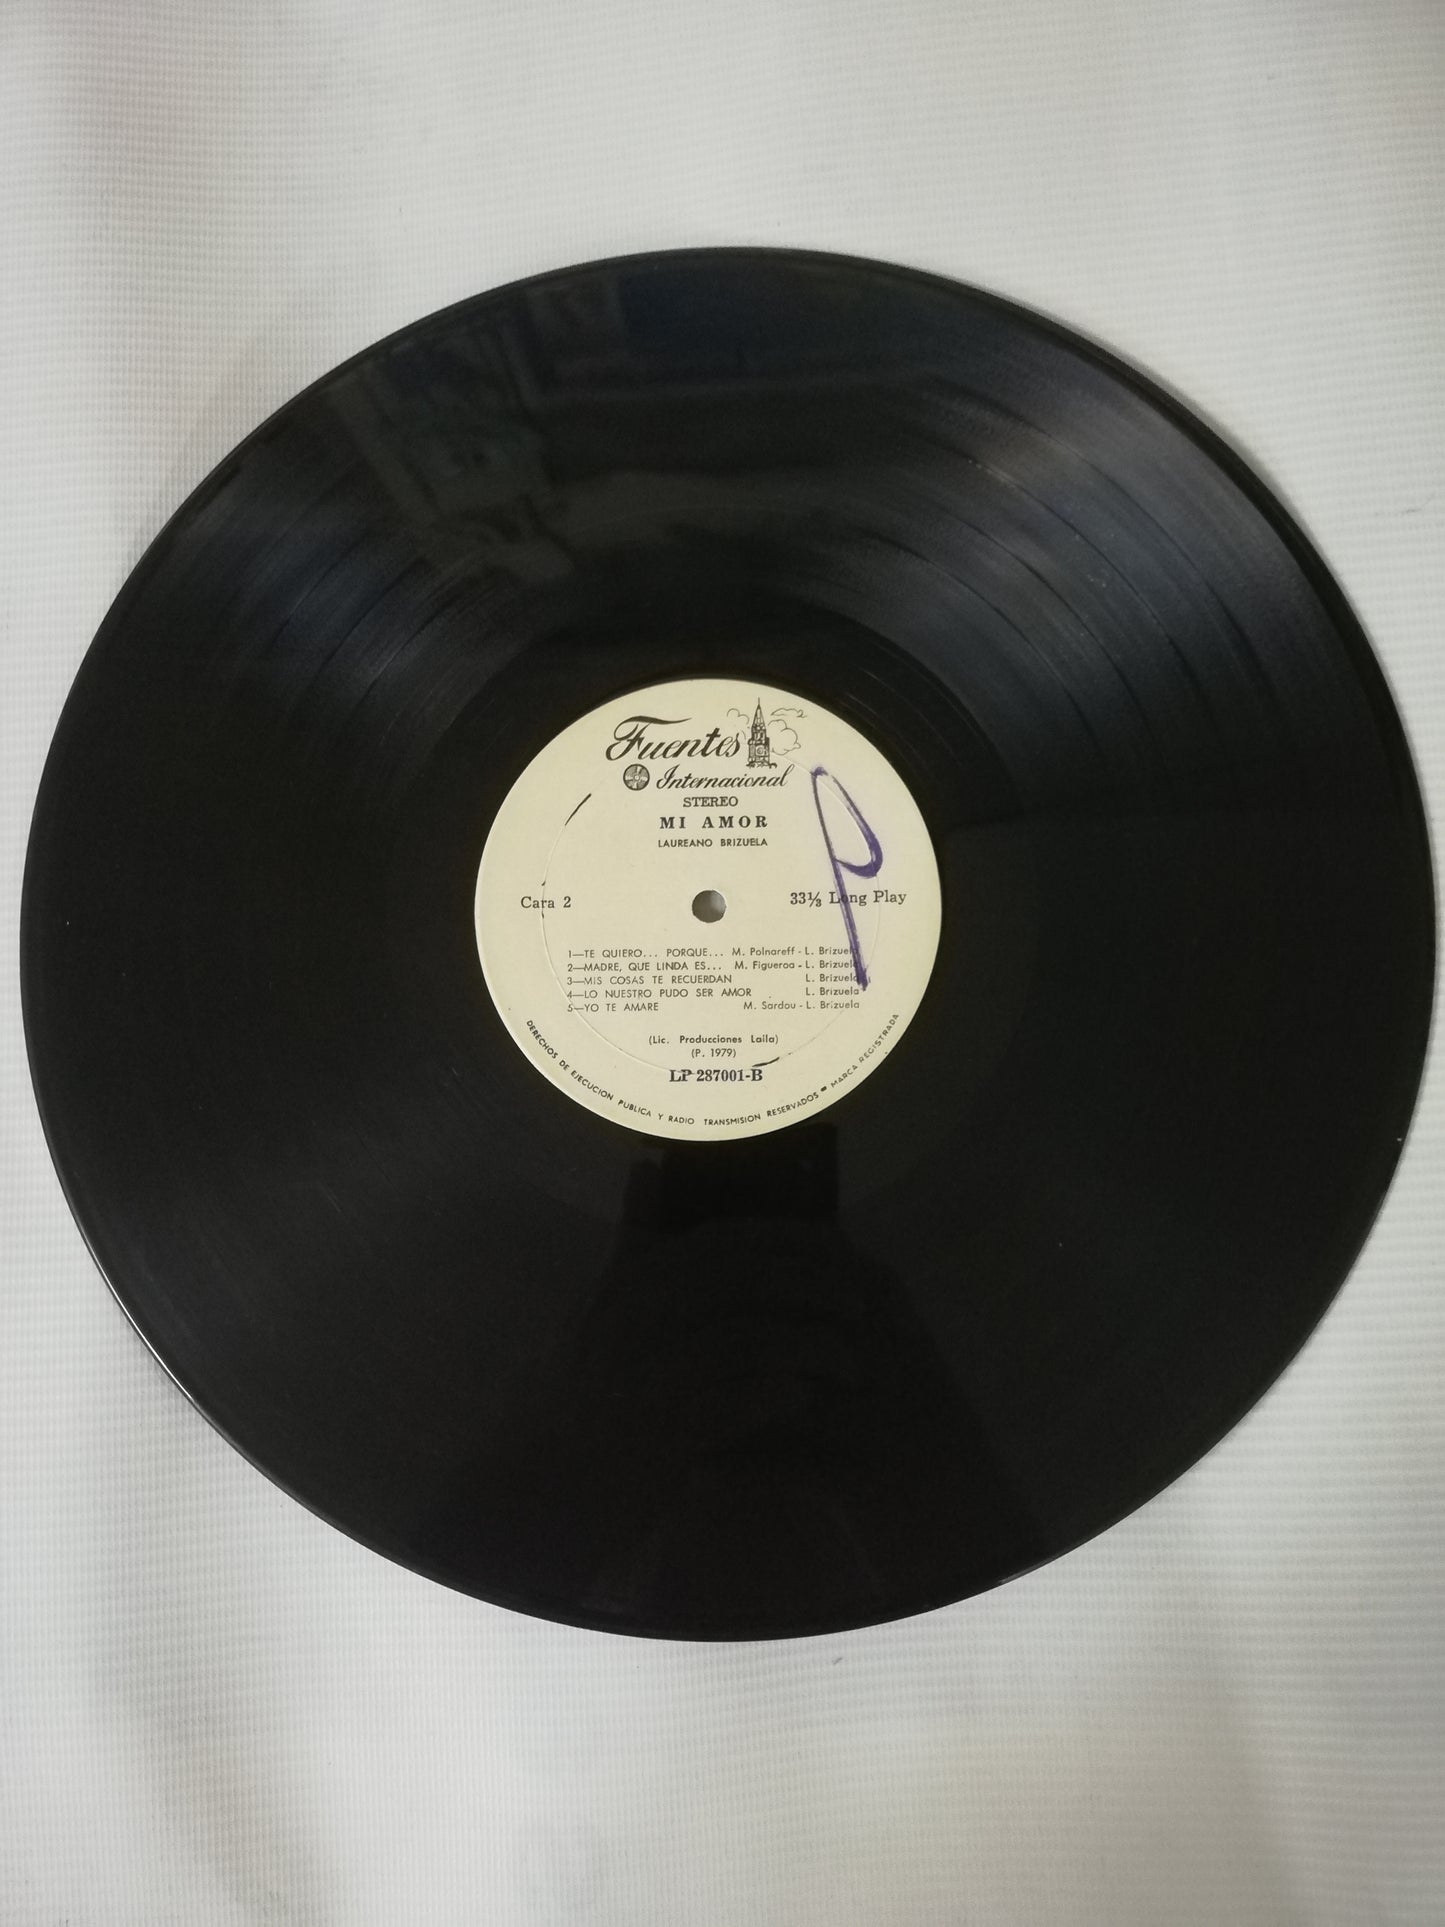 Fuentes
Internacional
STEREO
MI AMOR
LAUREANO BRIZUELA
Cara 2
33⅓ Long Play
1—TE QUIERO... PORQUE... M. Polnareff - L. Brizuela
2—MADRE, QUE LINDA ES... M. Figueroa - L. Brizuela
3—MIS COSAS TE RECUERDAN L. Brizuela
4—LO NUESTRO PUDO SER AMOR L. Brizuela
5—YO TE AMARE M. Sardou - L. Brizuela
(Lic. Producciones Laila)
(P. 1979)
LP 287001-B
DERECHOS DE EJECUCION PUBLICA Y RADIO TRANSMISION RESERVADOS - MARCA REGISTRADA
P